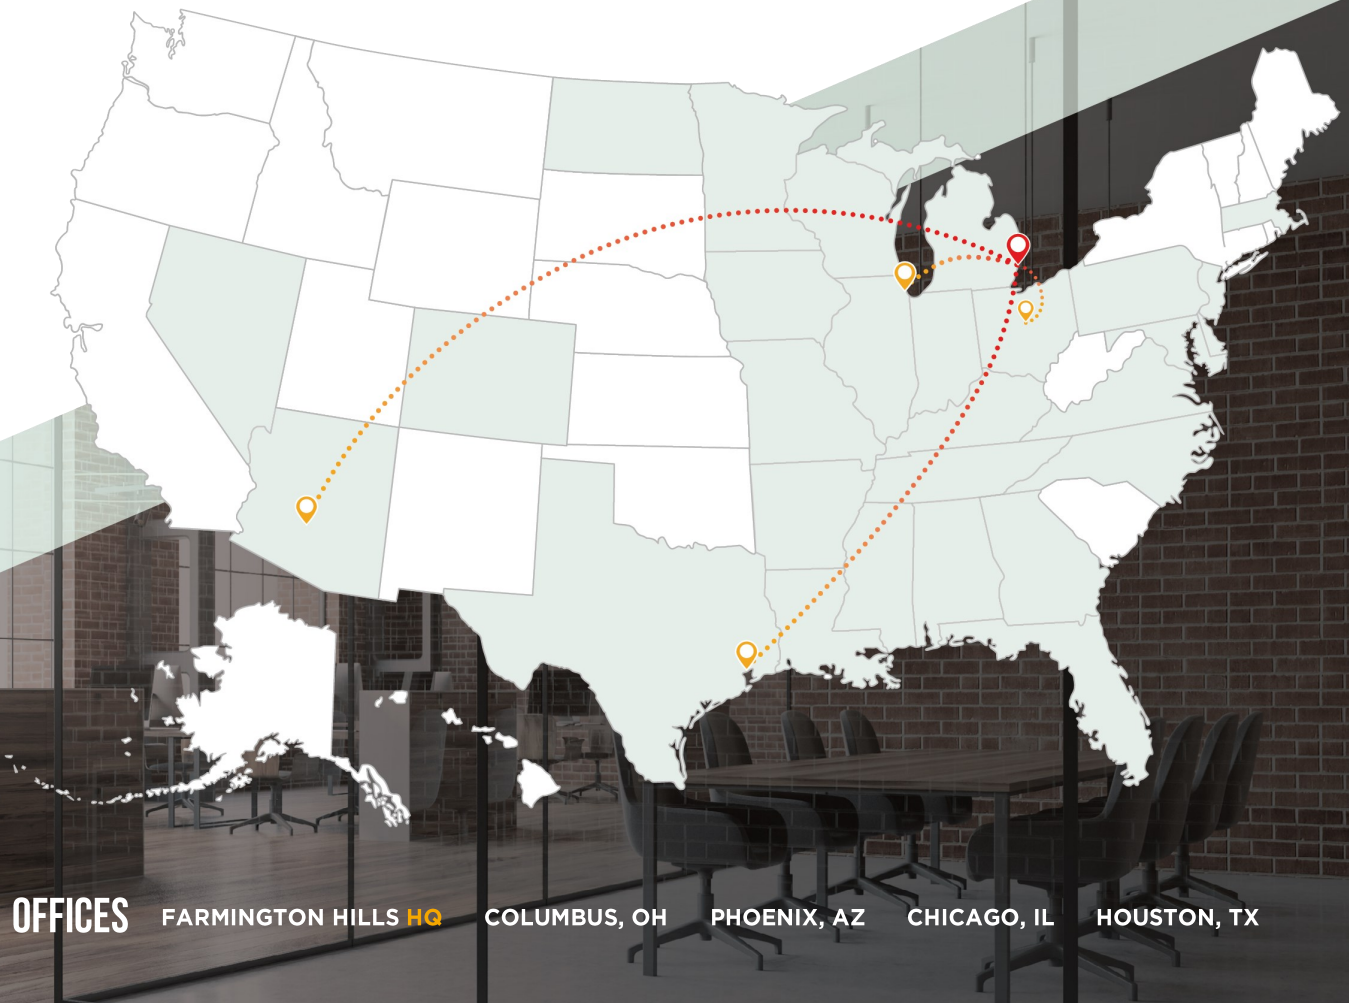 OFFICES FARMINGTON HILLS HQ COLUMBUS, OH PHOENIX, AZ CHICAGO, IL HOUSTON, TX